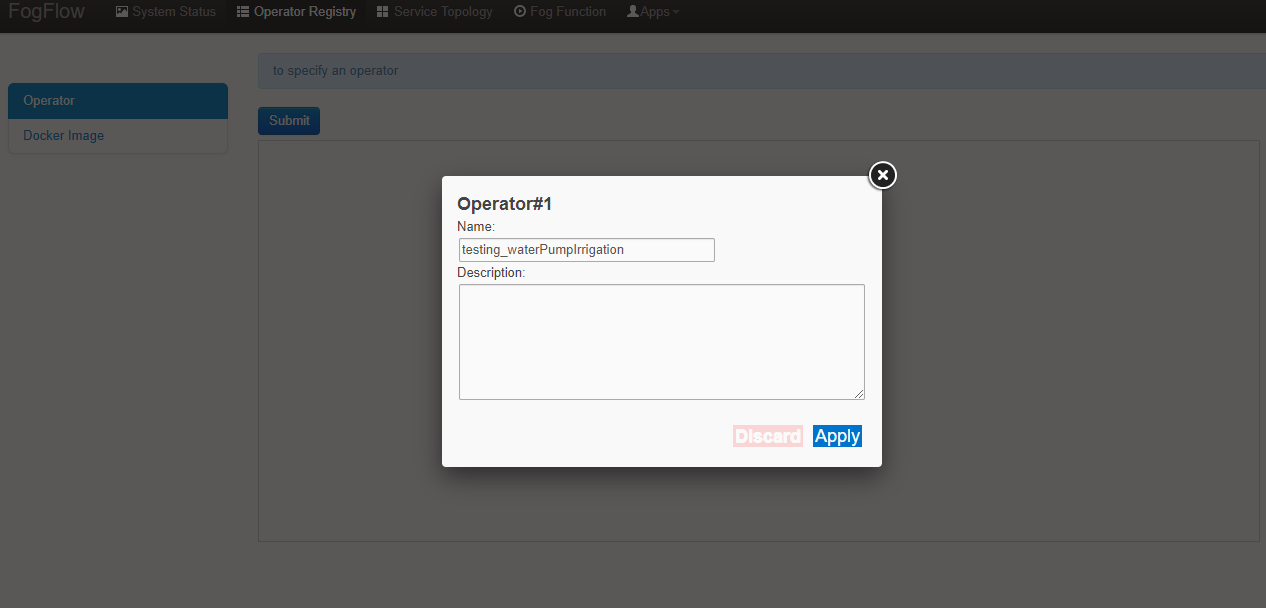 FogFlow System Status Operator Registry Service Topology Fog Function Apps
to specify an operator
Operator
Submit
Docker Image
Operator#1
Name:
testing_waterPumpIrrigation
Description:
Discard Apply